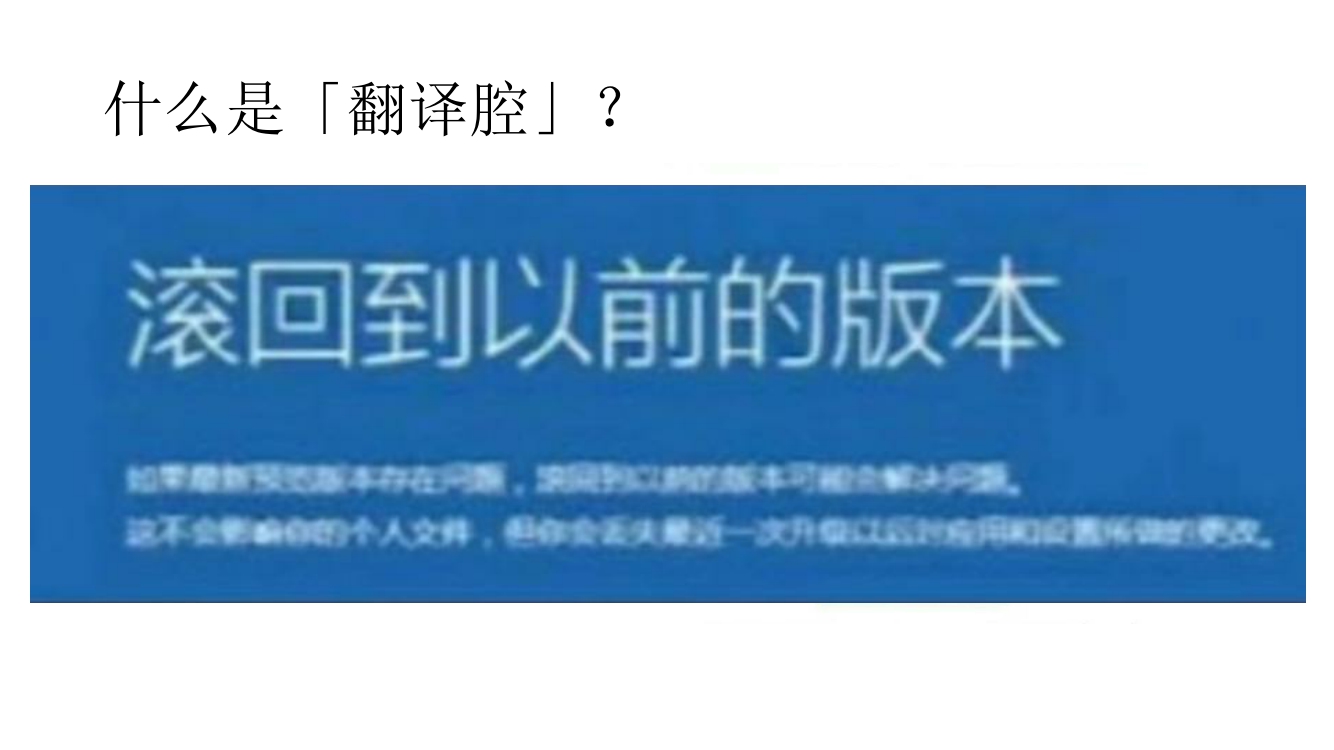 什么是「翻译腔」？
滚回到以前的版本
如果最新预览版本存在问题，滚回到以前的版本可能会解决问题。
这不会影响你的个人文件，但你会丢失最近一次升级以后对应用和设置所做的更改。